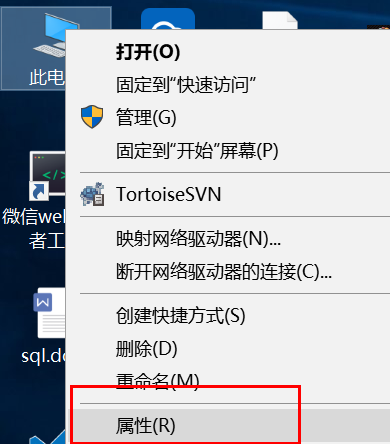 此电
打开(O)
固定到“快速访问”
管理(G)
固定到“开始”屏幕(P)
TortoiseSVN
映射网络驱动器(N)...
断开网络驱动器的连接(C)...
创建快捷方式(S)
删除(D)
重命名(M)
属性(R)
微信we
者工
sql.do